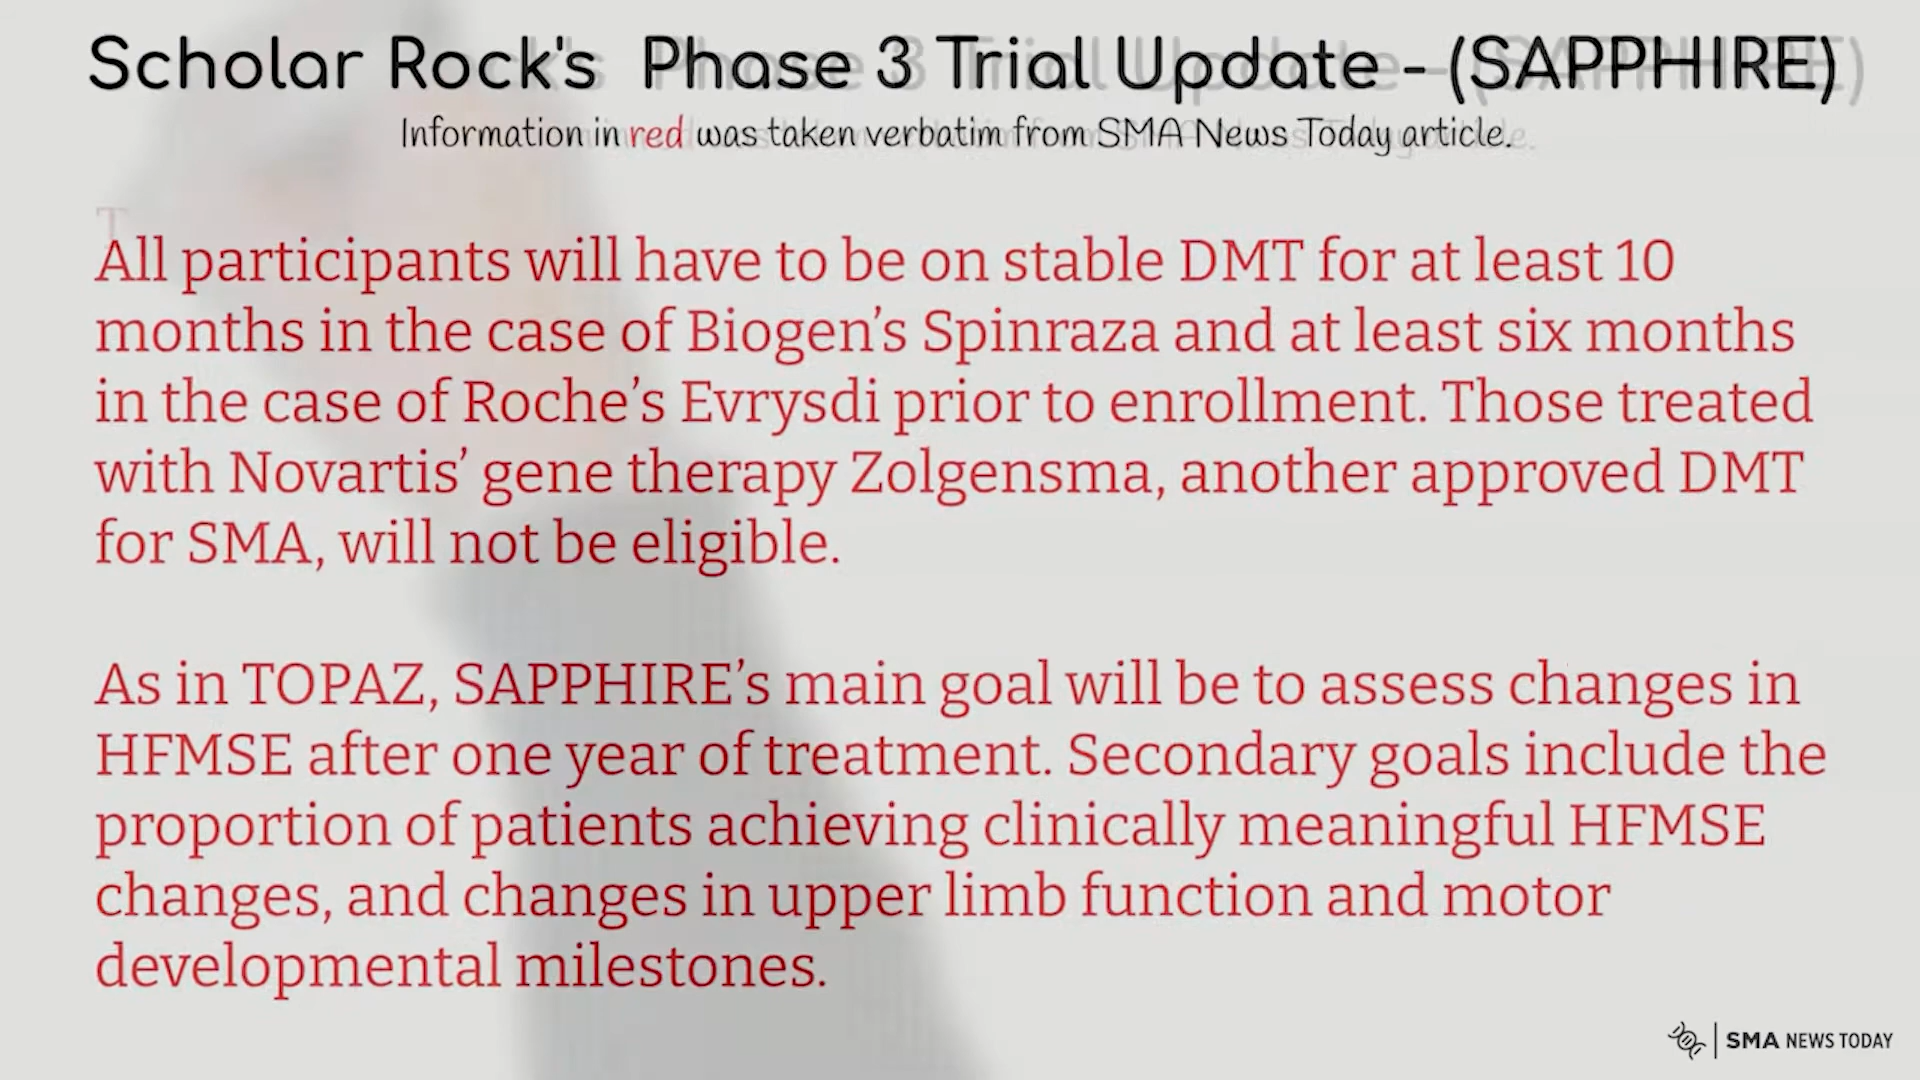 Scholar Rock's Phase 3 Trial Update - (SAPPHIRE)
Information in red was taken verbatim from SMA News Today article.
All participants will have to be on stable DMT for at least 10
months in the case of Biogen’s Spinraza and at least six months
in the case of Roche’s Evrysdi prior to enrollment. Those treated
with Novartis’ gene therapy Zolgensma, another approved DMT
for SMA, will not be eligible.
As in TOPAZ, SAPPHIRE’s main goal will be to assess changes in
HFMSE after one year of treatment. Secondary goals include the
proportion of patients achieving clinically meaningful HFMSE
changes, and changes in upper limb function and motor
developmental milestones.
SMA NEWS TODAY